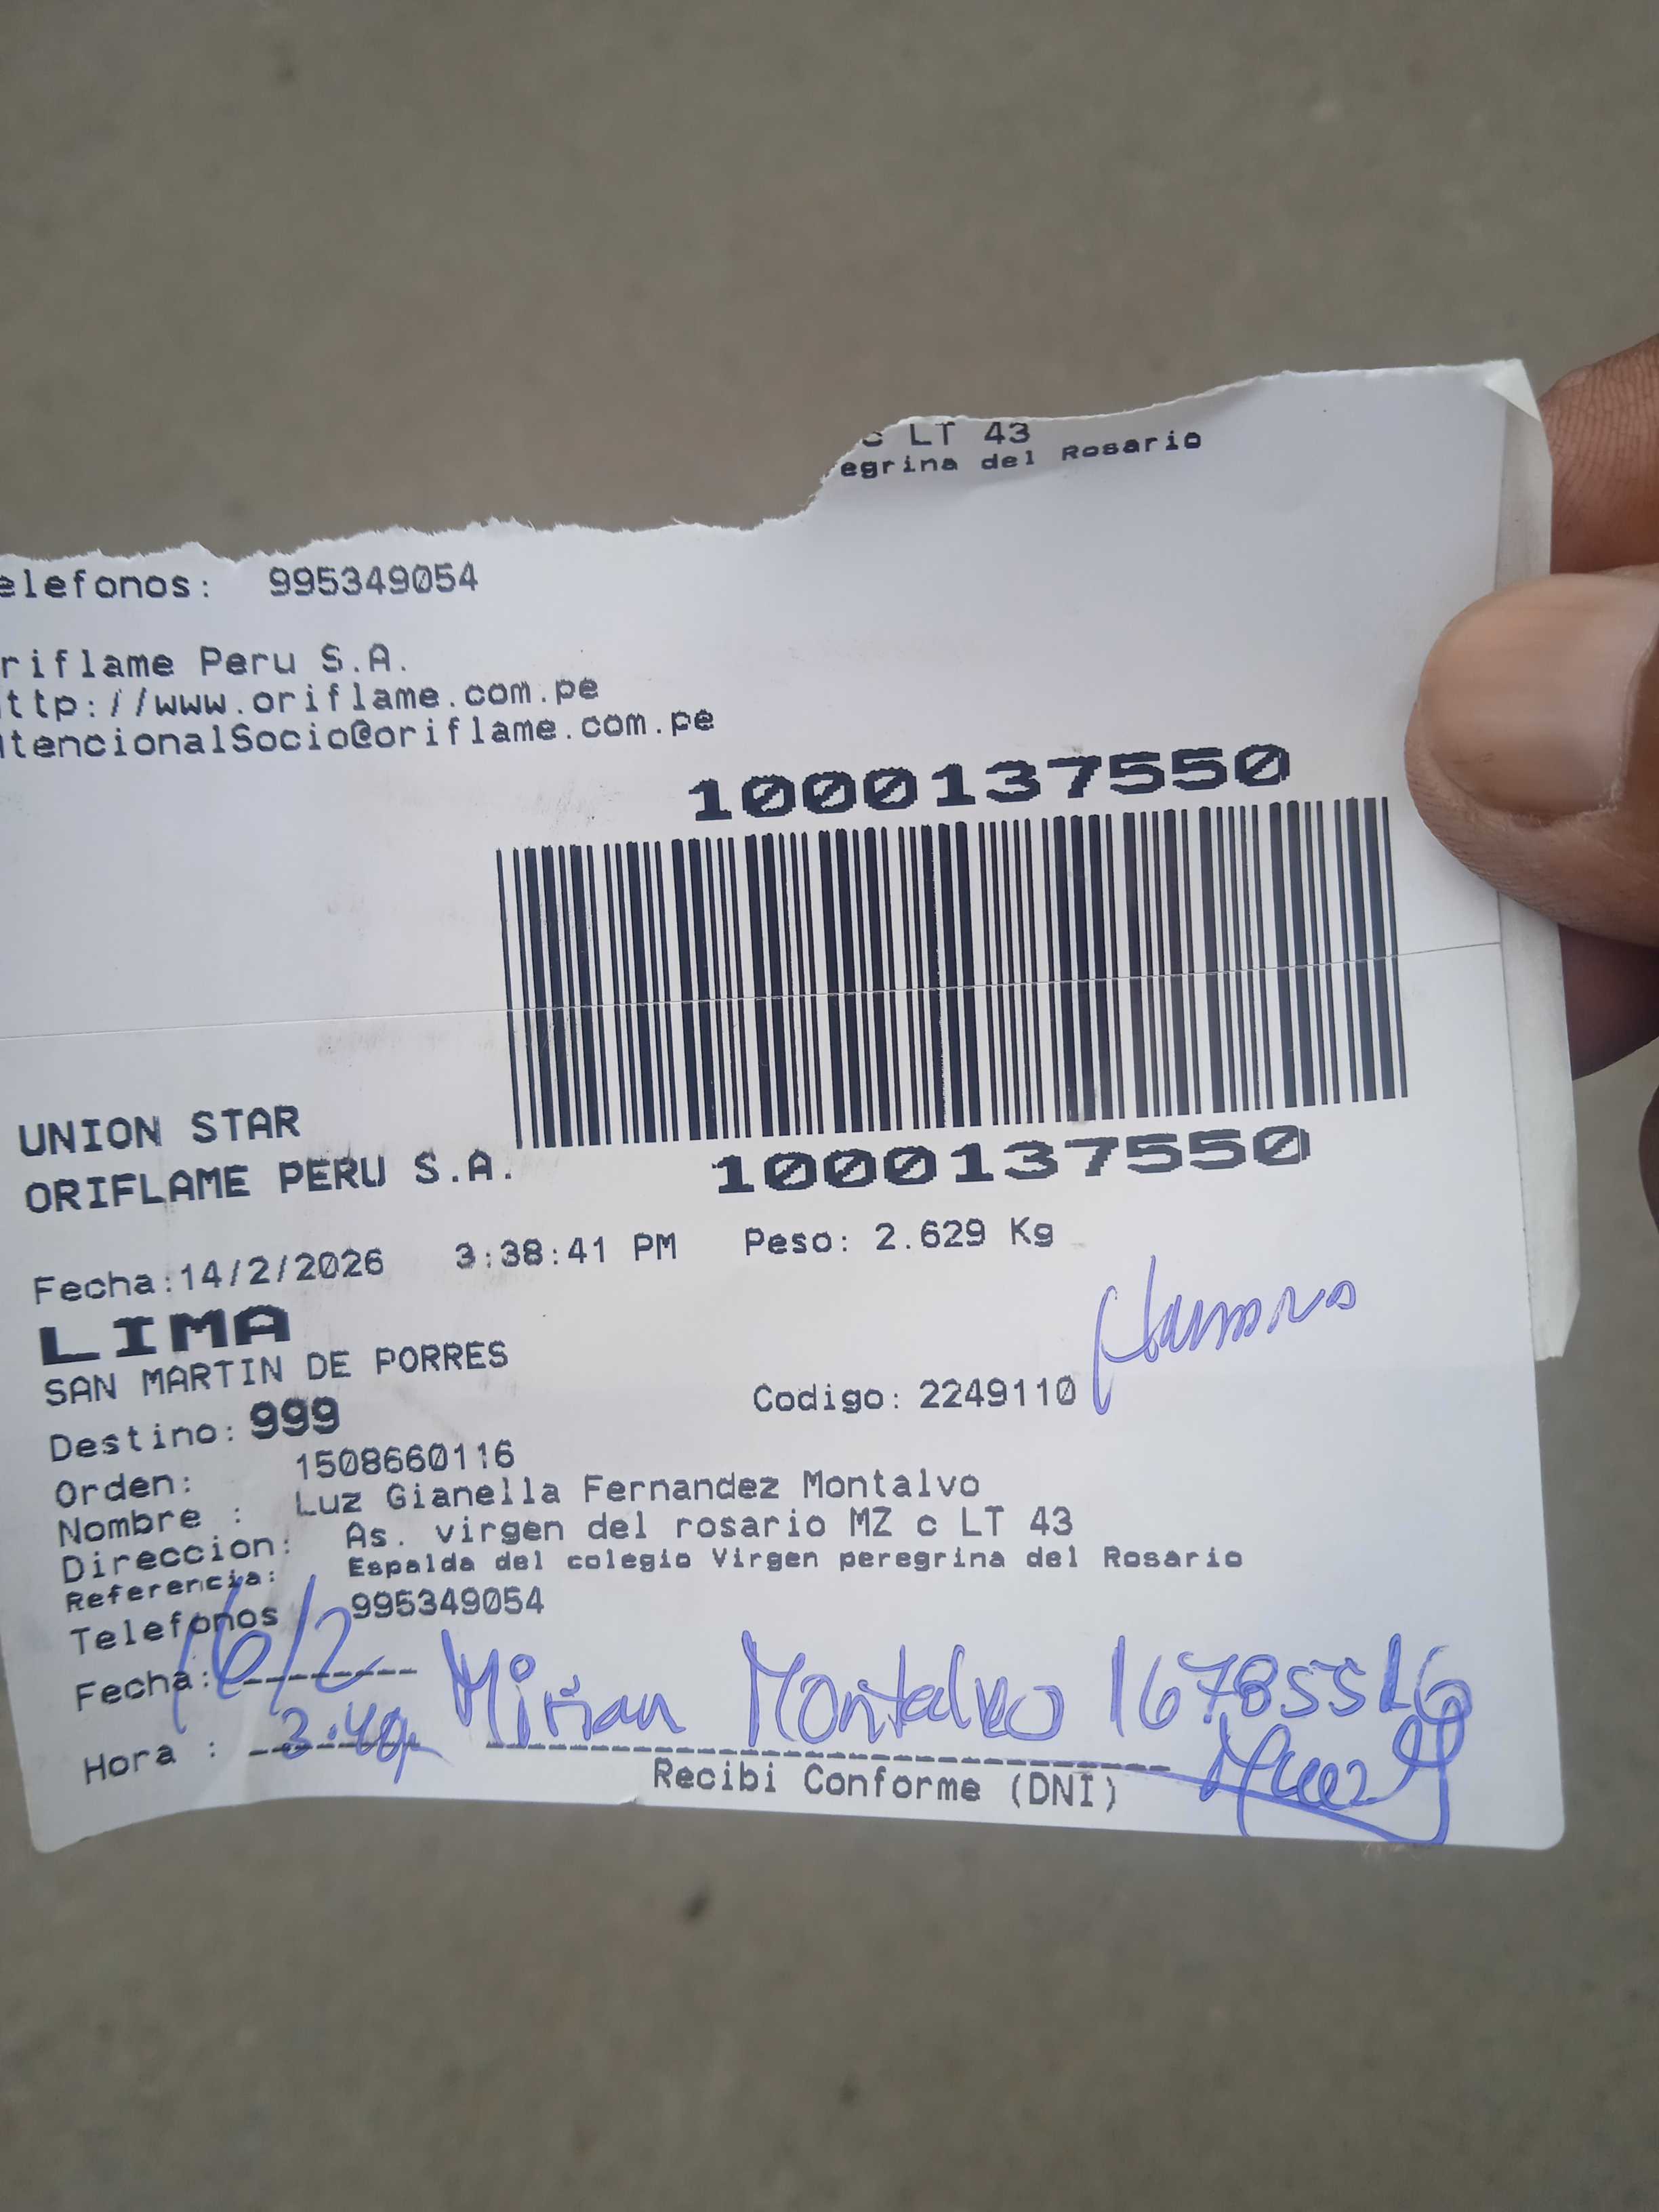 c LT 43
egrina del Rosario
elefonos: 995349054
riflame Peru S.A.
ttp://www.oriflame.com.pe
tencionalSocio@oriflame.com.pe
1000137550
UNION STAR
ORIFLAME PERU S.A.
1000137550
Fecha:14/2/2026 3:38:41 PM Peso: 2.629 Kg
LIMA
SAN MARTIN DE PORRES
Destino: 999 Codigo: 2249110
Orden: 1508660116
Nombre : Luz Gianella Fernandez Montalvo
Direccion: As. virgen del rosario MZ c LT 43
Referencia: Espalda del colegio Virgen peregrina del Rosario
Telefonos 995349054
Fecha: 16/2 Mirian Montalvo 16785516
Hora : 3:40p
Recibi Conforme (DNI)